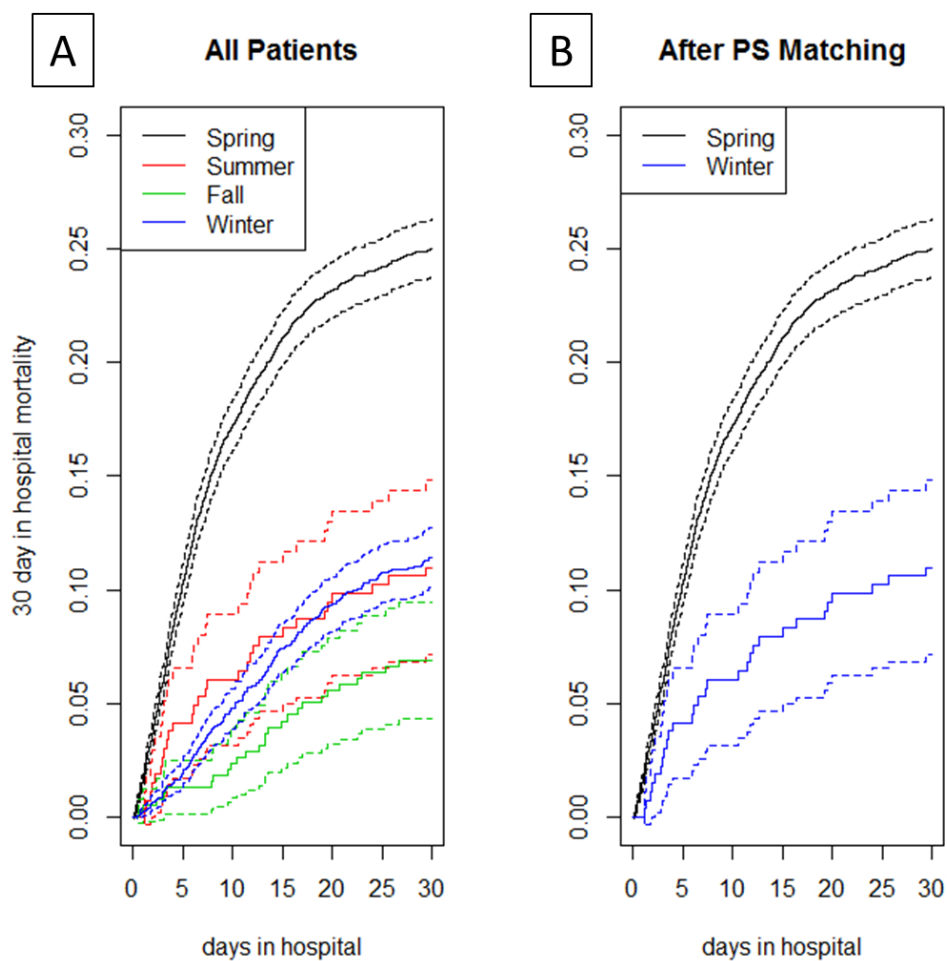 A
All Patients
Spring
Summer
Fall
Winter
30 day in hospital mortality
0.30
0.25
0.20
0.15
0.10
0.05
0.00
0 5 10 15 20 25 30
days in hospital
B
After PS Matching
Spring
Winter
0.30
0.25
0.20
0.15
0.10
0.05
0.00
0 5 10 15 20 25 30
days in hospital